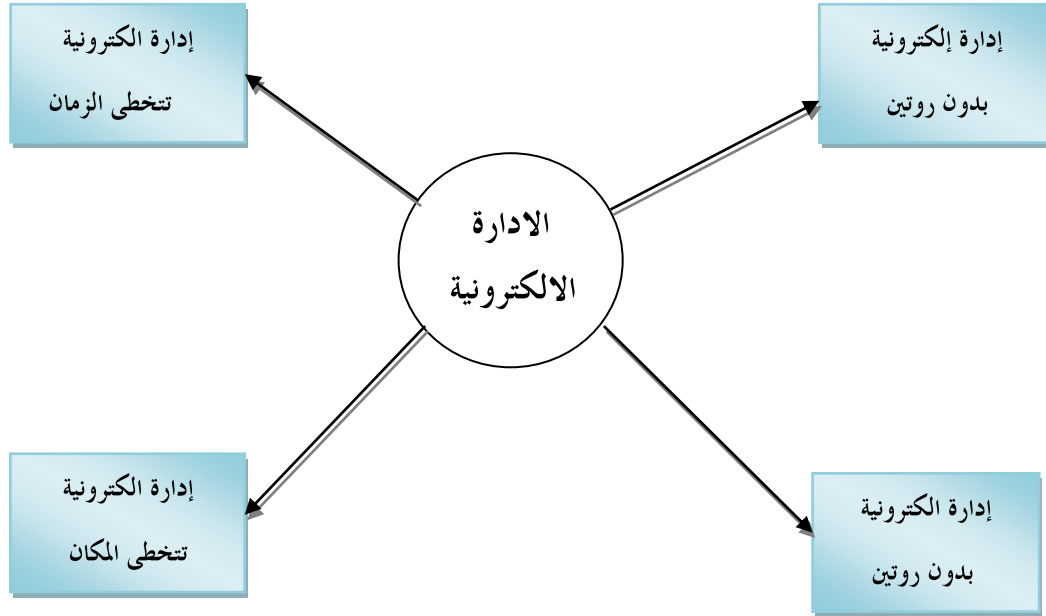 إدارة إلكترونية
بدون روتين
إدارة الكترونية
تتخطى الزمان
الادارة
الالكترونية
إدارة الكترونية
بدون روتين
إدارة الكترونية
تتخطى المكان